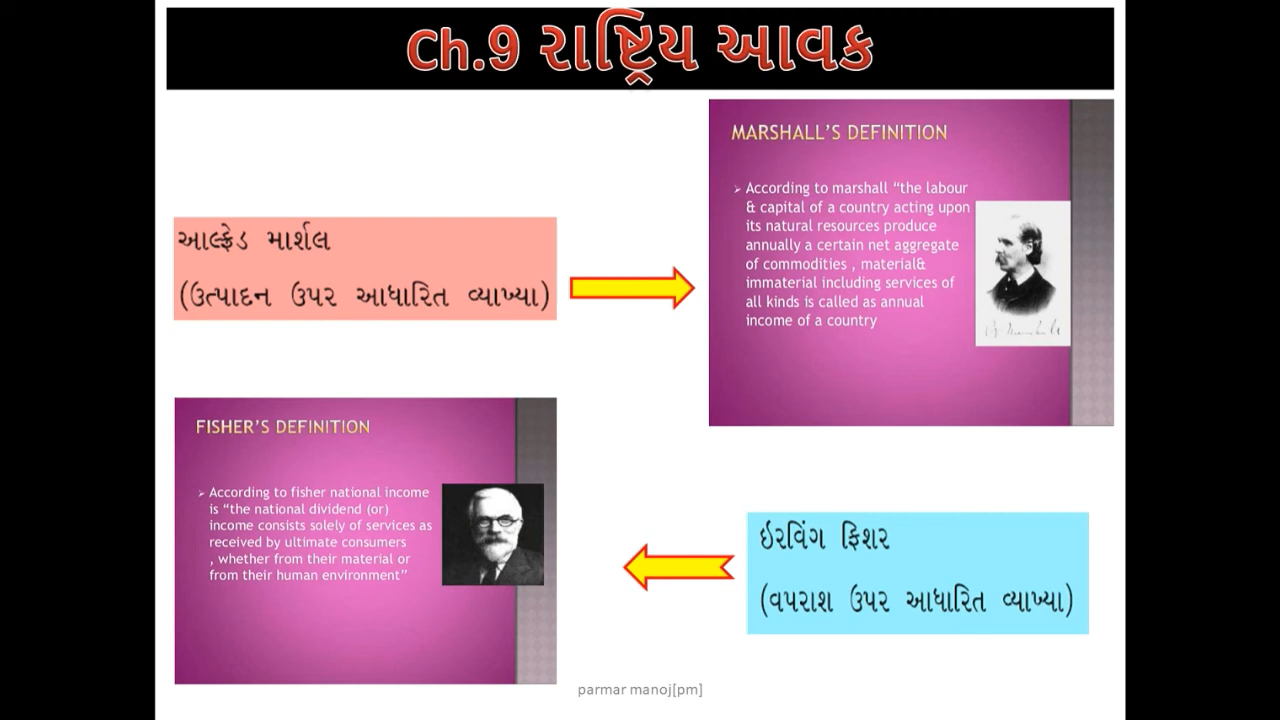 Ch.9 રાષ્ટ્રિય આવક
આલ્ફ્રેડ માર્શલ
(ઉત્પાદન ઉપર આધારિત વ્યાખ્યા)
MARSHALL'S DEFINITION
➢ According to marshall "the labour
& capital of a country acting upon
its natural resources produce
annually a certain net aggregate
of commodities , material&
immaterial including services of
all kinds is called as annual
income of a country
FISHER'S DEFINITION
➢ According to fisher national income
is "the national dividend (or)
income consists solely of services as
received by ultimate consumers
, whether from their material or
from their human environment"
ઇરવિંગ ફિશર
(વપરાશ ઉપર આધારિત વ્યાખ્યા)
parmar manoj[pm]